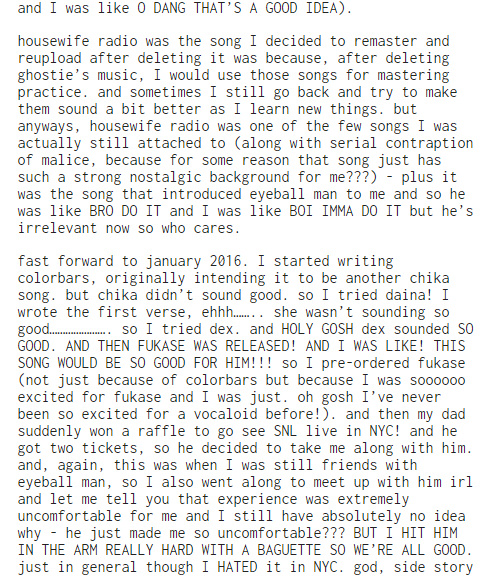 and I was like O DANG THAT'S A GOOD IDEA).
housewife radio was the song I decided to remaster and
reupload after deleting it was because, after deleting
ghostie's music, I would use those songs for mastering
practice. and sometimes I still go back and try to make
them sound a bit better as I learn new things. but
anyways, housewife radio was one of the few songs I was
actually still attached to (along with serial contraption
of malice, because for some reason that song just has
such a strong nostalgic background for me???) - plus it
was the song that introduced eyeball man to me and so he
was like BRO DO IT and I was like BOI IMMA DO IT but he's
irrelevant now so who cares.
fast forward to january 2016. I started writing
colorbars, originally intending it to be another chika
song. but chika didn't sound good. so I tried daina! I
wrote the first verse, ehhh…….. she wasn't sounding so
good…………………. so I tried dex. and HOLY GOSH dex sounded SO
GOOD. AND THEN FUKASE WAS RELEASED! AND I WAS LIKE! THIS
SONG WOULD BE SO GOOD FOR HIM!!! so I pre-ordered fukase
(not just because of colorbars but because I was soooooo
excited for fukase and I was just. oh gosh I've never
been so excited for a vocaloid before!). and then my dad
suddenly won a raffle to go see SNL live in NYC! and he
got two tickets, so he decided to take me along with him.
and, again, this was when I was still friends with
eyeball man, so I also went along to meet up with him irl
and let me tell you that experience was extremely
uncomfortable for me and I still have absolutely no idea
why - he just made me so uncomfortable??? BUT I HIT HIM
IN THE ARM REALLY HARD WITH A BAGUETTE SO WE'RE ALL GOOD.
just in general though I HATED it in NYC. god, side story